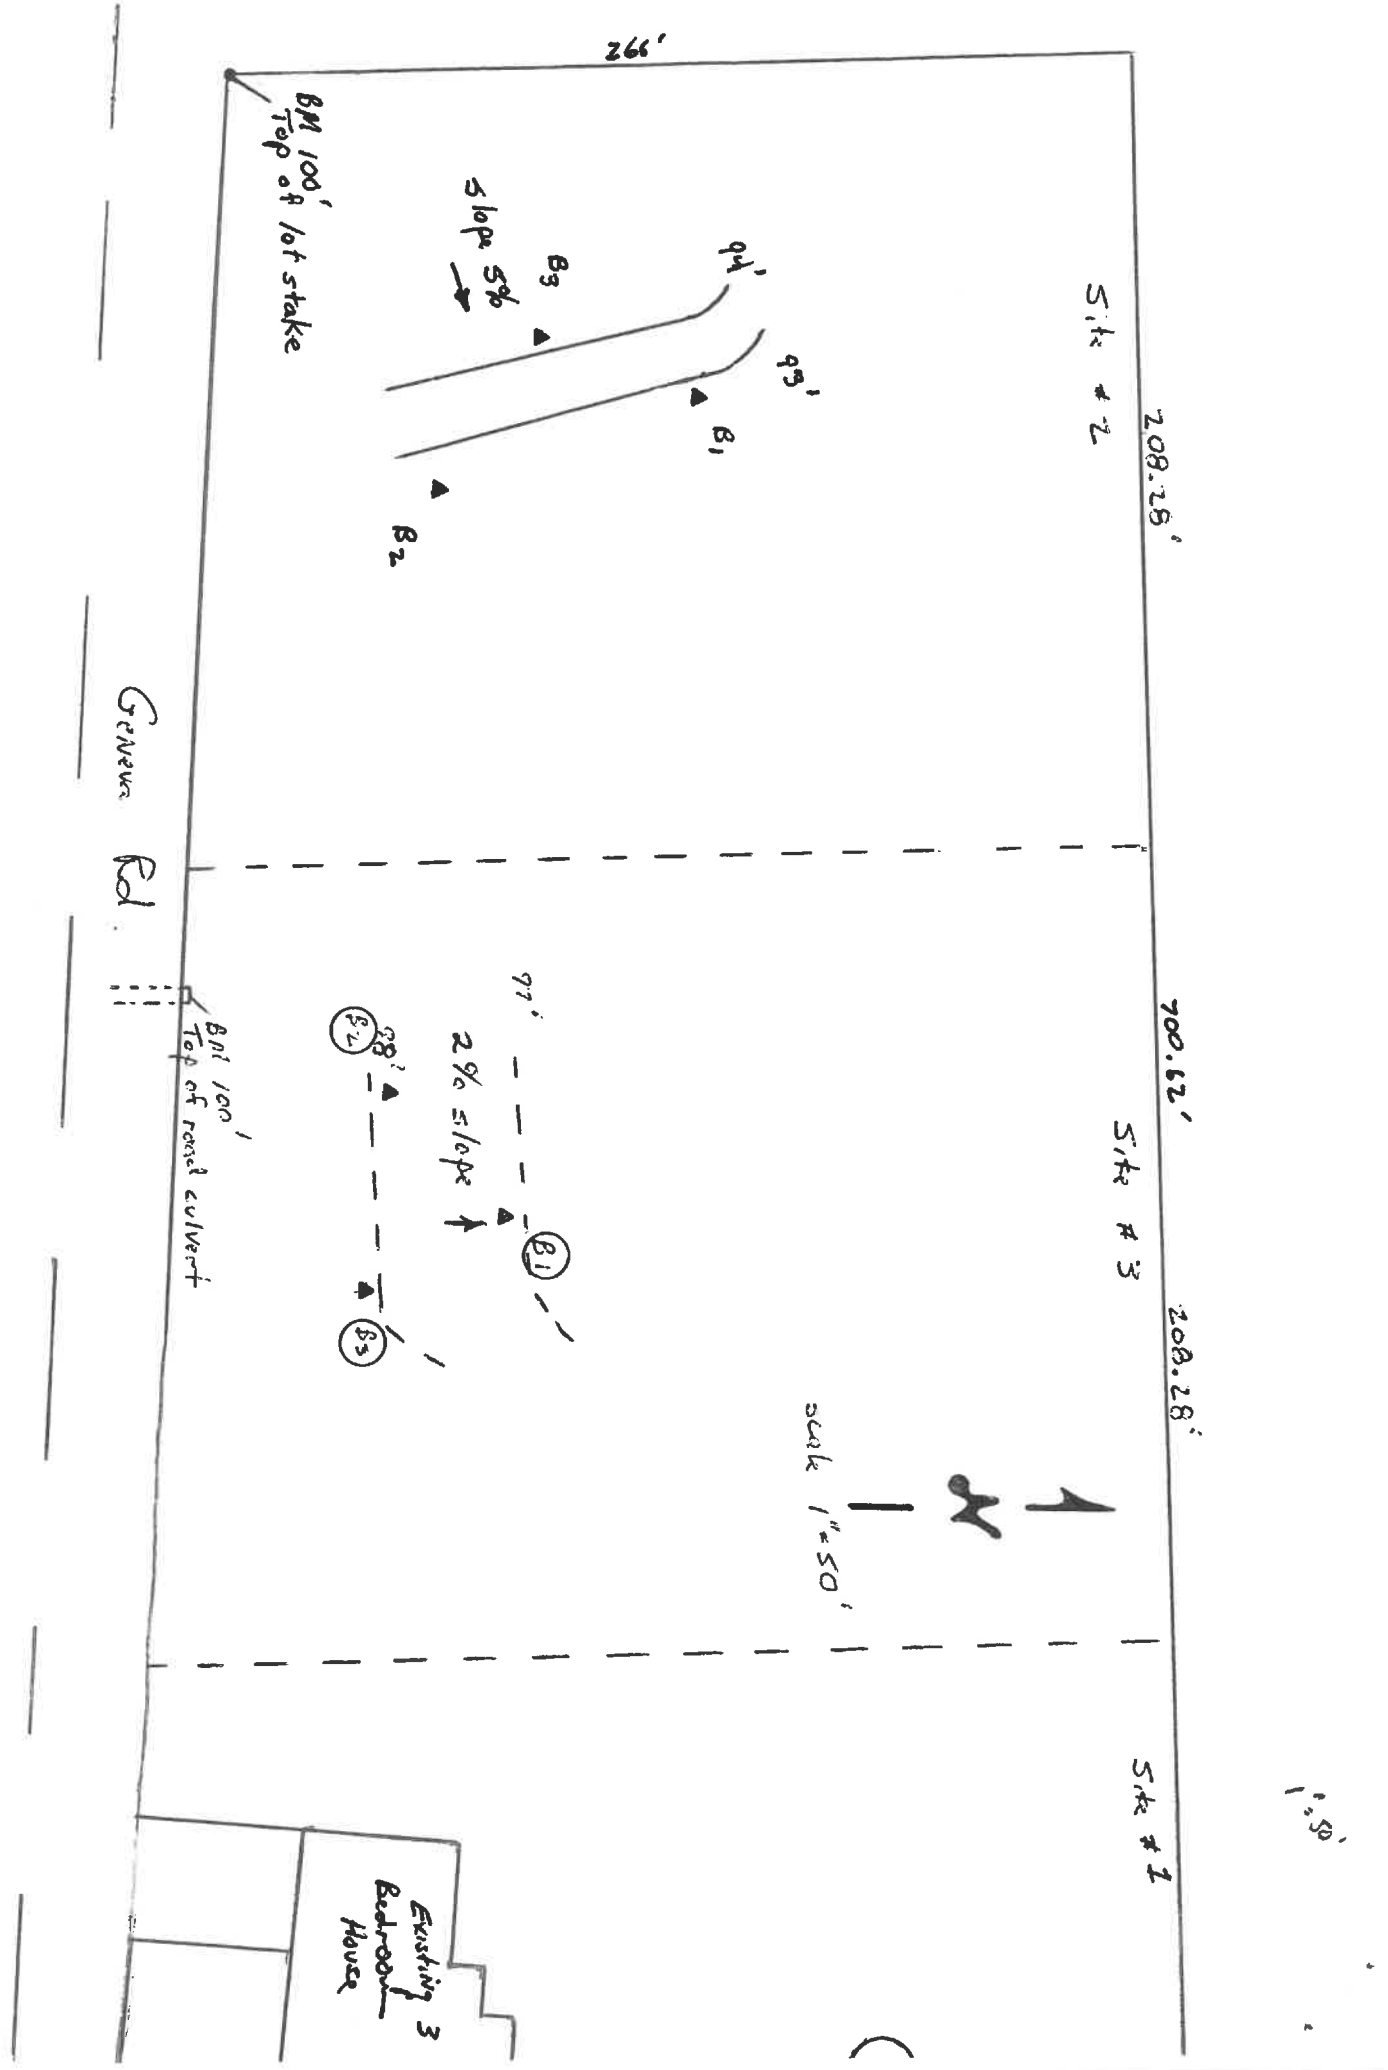 266'
208.28'
700.62'
208.28'
1"=50'
Site #2
Site #3
Site #1
94'
93'
B3
B1
B2
slope 5%
BM 100'
Top of lot stake
N
scale 1"=50'
97'
B1
2% slope
98'
B2
B3
BM 100'
Top of road culvert
Existing 3
Bedroom
House
Geneva Rd.